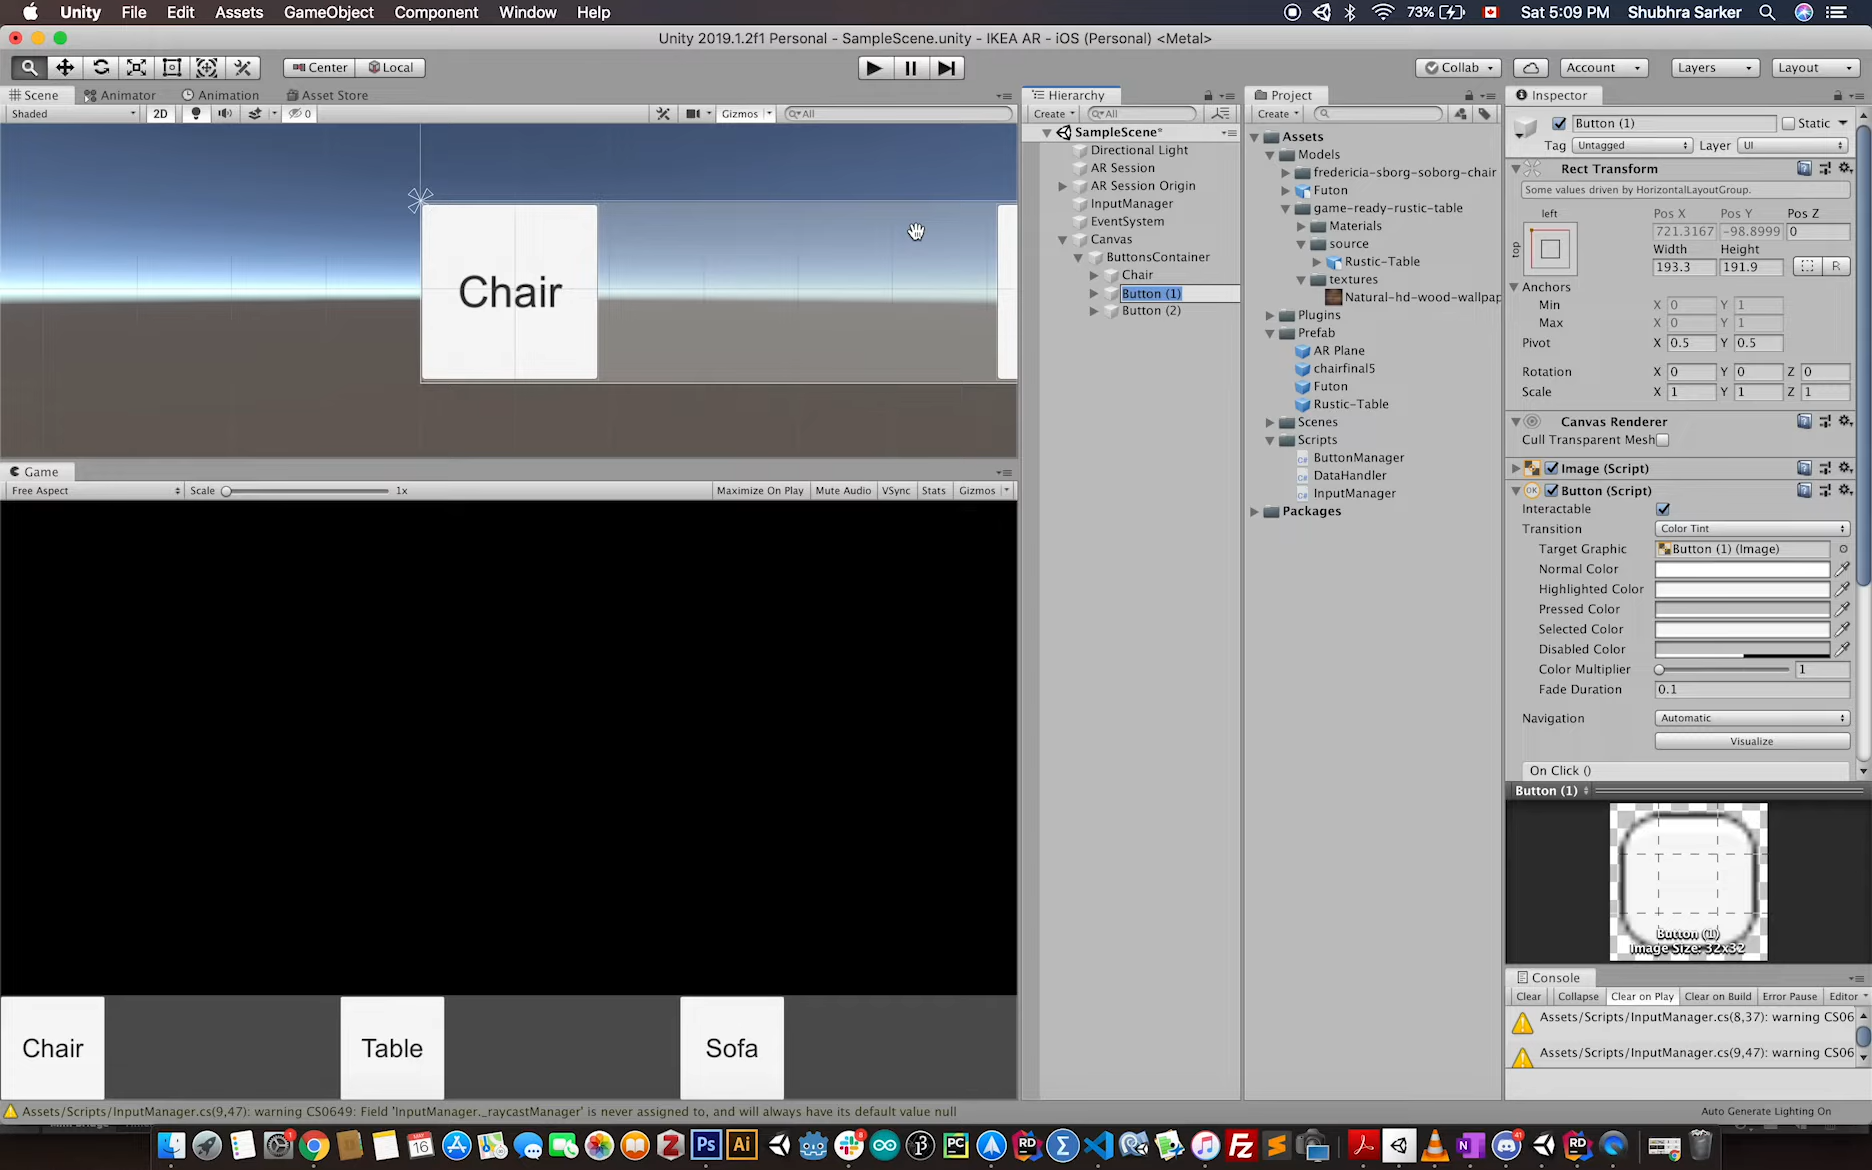 Unity File Edit Assets GameObject Component Window Help 73% Sat 5:09 PM Shubhra Sarker
Unity 2019.1.2f1 Personal - SampleScene.unity - IKEA AR - iOS (Personal) <Metal>
Center Local Collab Account Layers Layout
Scene Animator Animation Asset Store
Shaded 2D 0 Gizmos All
Chair
Game
Free Aspect Scale 1x Maximize On Play Mute Audio VSync Stats Gizmos
Chair
Table
Sofa
Hierarchy
Create All
SampleScene*
Directional Light
AR Session
AR Session Origin
InputManager
EventSystem
Canvas
ButtonsContainer
Chair
Button (1)
Button (2)
Project
Create
Assets
Models
fredericia-sborg-soborg-chair
Futon
game-ready-rustic-table
Materials
source
Rustic-Table
textures
Natural-hd-wood-wallpap
Plugins
Prefab
AR Plane
chairfinal5
Futon
Rustic-Table
Scenes
Scripts
ButtonManager
DataHandler
InputManager
Packages
Inspector
Button (1) Static
Tag Untagged Layer UI
Rect Transform
Some values driven by HorizontalLayoutGroup.
left Pos X Pos Y Pos Z
top 721.3167 -98.8999 0
Width Height
193.3 191.9 R
Anchors
Min X 0 Y 1
Max X 0 Y 1
Pivot X 0.5 Y 0.5
Rotation X 0 Y 0 Z 0
Scale X 1 Y 1 Z 1
Canvas Renderer
Cull Transparent Mesh
Image (Script)
OK Button (Script)
Interactable
Transition Color Tint
Target Graphic Button (1) (Image)
Normal Color
Highlighted Color
Pressed Color
Selected Color
Disabled Color
Color Multiplier 1
Fade Duration 0.1
Navigation Automatic
Visualize
On Click ()
Button (1)
Button (1)
Image Size: 32x32
Console
Clear Collapse Clear on Play Clear on Build Error Pause Editor
Assets/Scripts/InputManager.cs(8,37): warning CS06
Assets/Scripts/InputManager.cs(9,47): warning CS06
Assets/Scripts/InputManager.cs(9,47): warning CS0649: Field 'InputManager._raycastManager' is never assigned to, and will always have its default value null
Auto Generate Lighting On